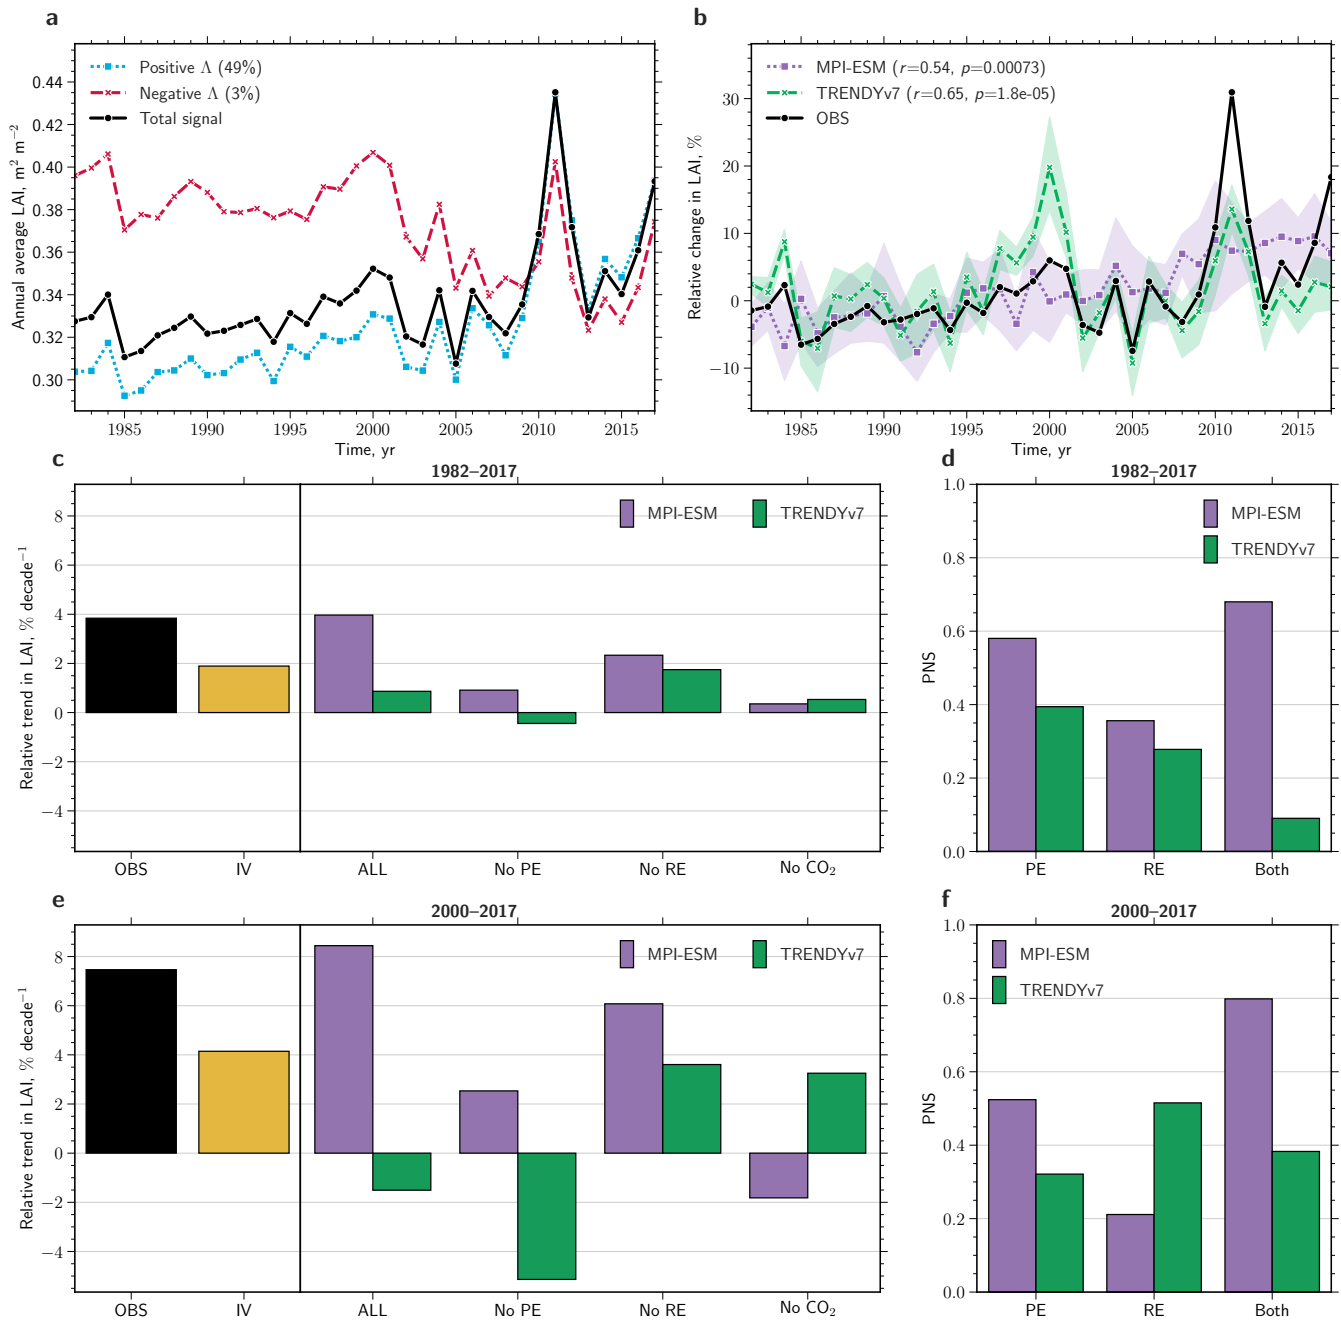 a
Positive Λ (49%)
Negative Λ (3%)
Total signal
Annual average LAI, m² m⁻²
0.44
0.42
0.40
0.38
0.36
0.34
0.32
0.30
1985 1990 1995 2000 2005 2010 2015
Time, yr
b
MPI-ESM (r=0.54, p=0.00073)
TRENDYv7 (r=0.65, p=1.8e-05)
OBS
Relative change in LAI, %
30
20
10
0
−10
1985 1990 1995 2000 2005 2010 2015
Time, yr
c
1982–2017
MPI-ESM TRENDYv7
Relative trend in LAI, % decade⁻¹
8
6
4
2
0
−2
−4
OBS IV ALL No PE No RE No CO₂
d
1982–2017
MPI-ESM
TRENDYv7
PNS
1.0
0.8
0.6
0.4
0.2
0.0
PE RE Both
e
2000–2017
MPI-ESM TRENDYv7
Relative trend in LAI, % decade⁻¹
8
6
4
2
0
−2
−4
OBS IV ALL No PE No RE No CO₂
f
2000–2017
MPI-ESM
TRENDYv7
PNS
1.0
0.8
0.6
0.4
0.2
0.0
PE RE Both